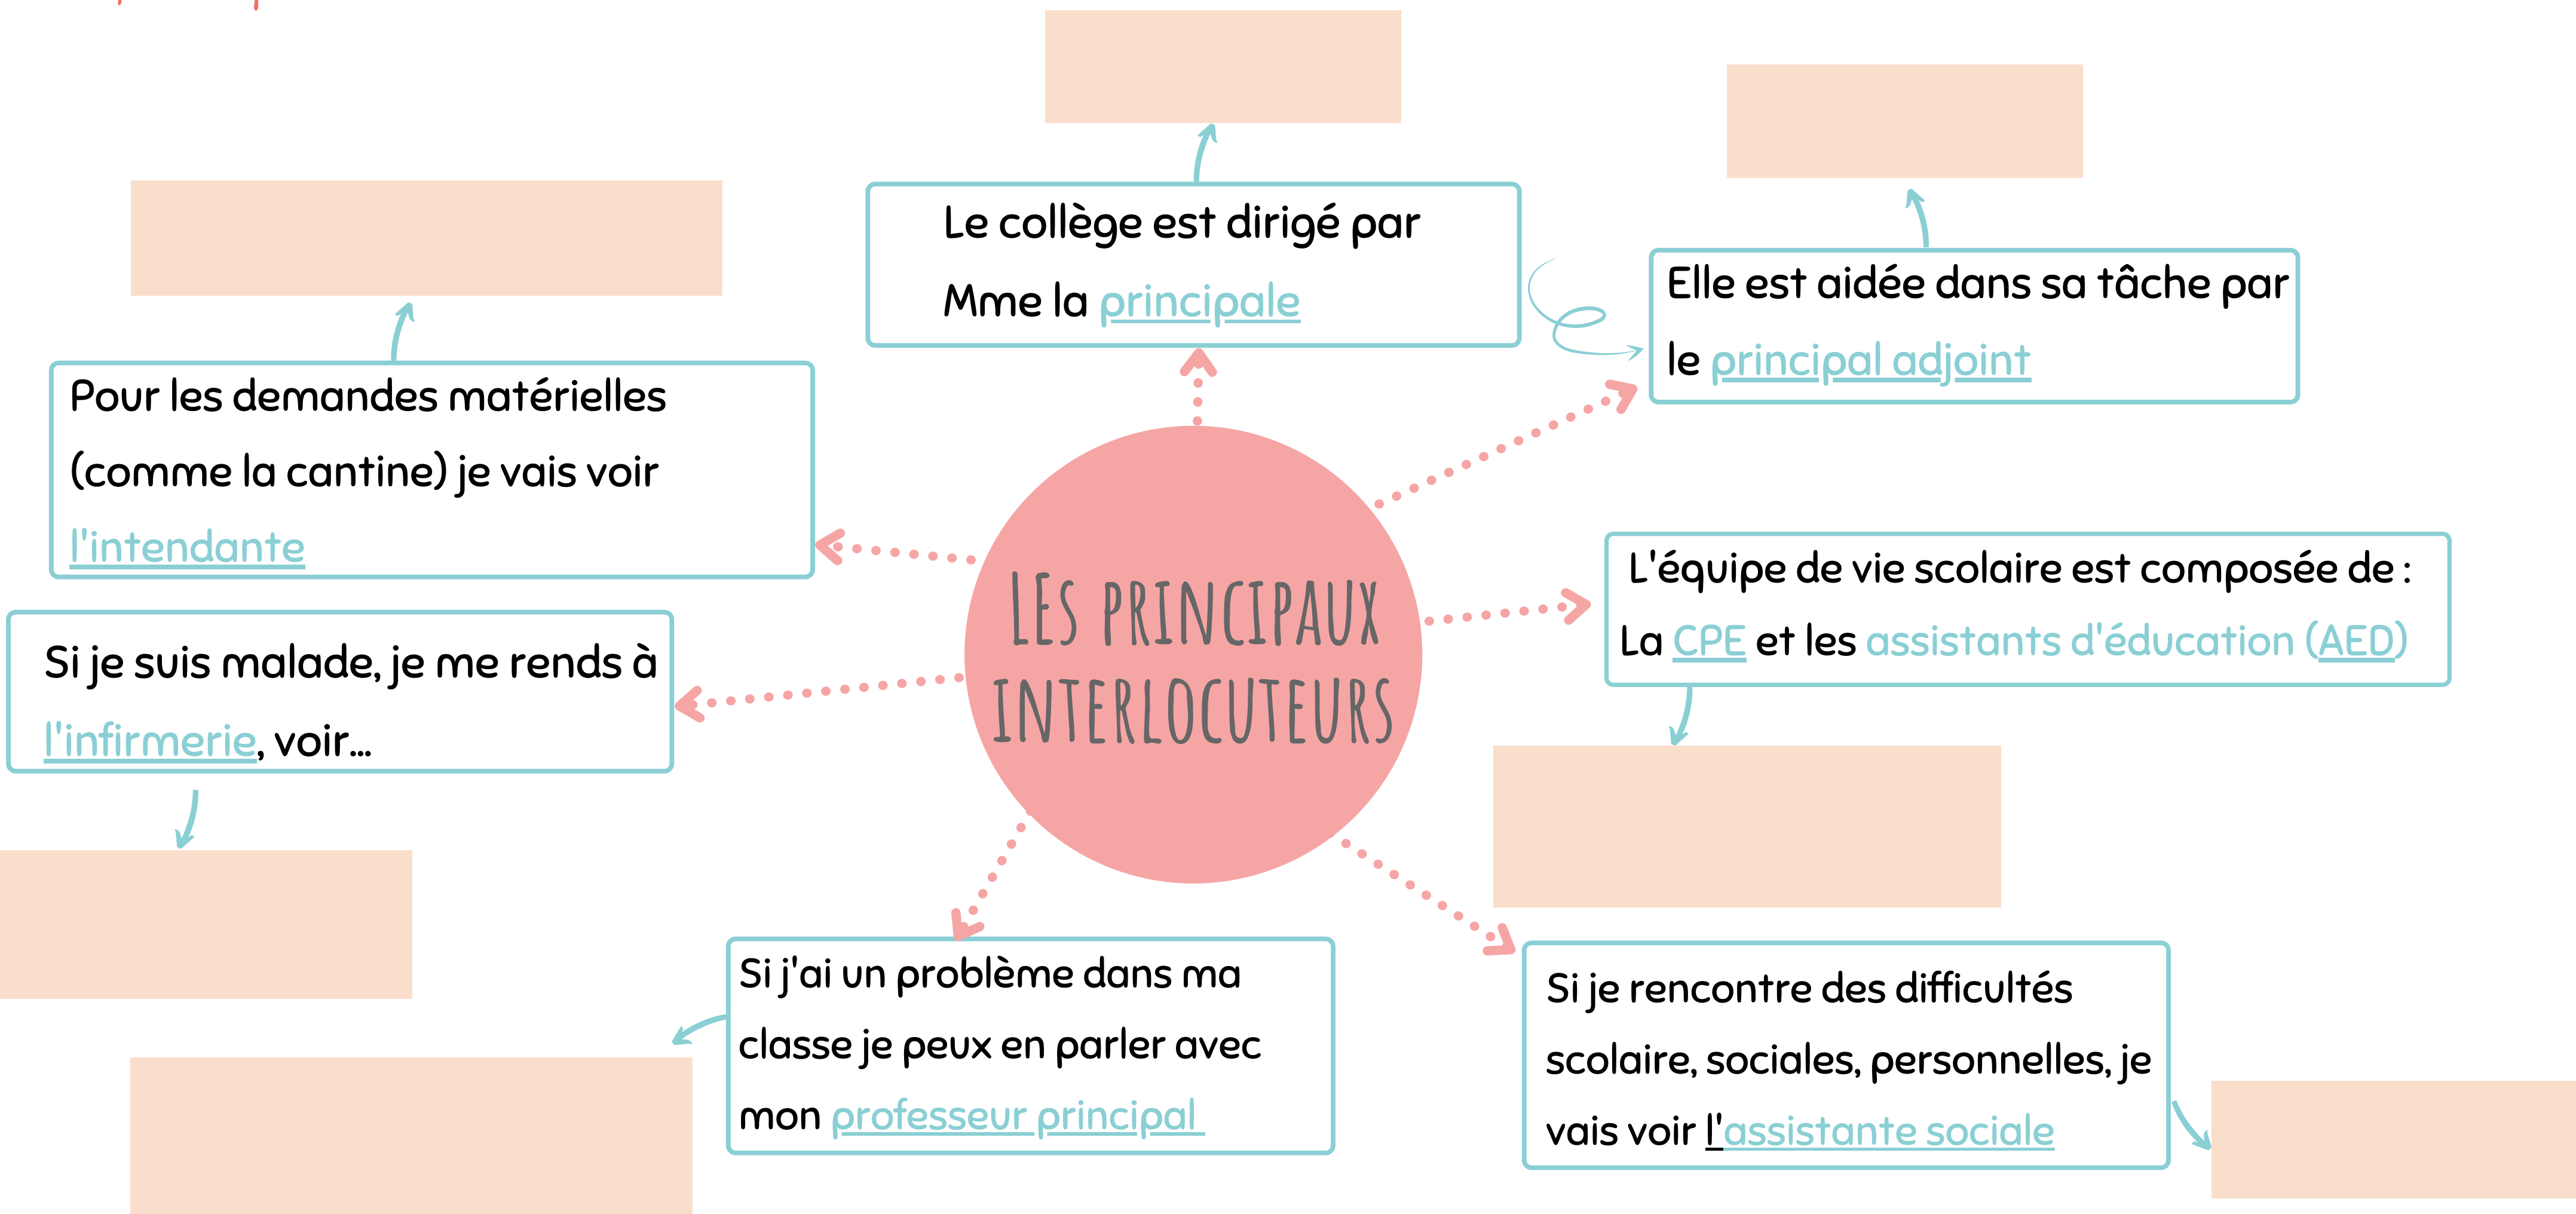 Le collège est dirigé par
Mme la principale
Elle est aidée dans sa tâche par
le principal adjoint
Pour les demandes matérielles
(comme la cantine) je vais voir
l'intendante
L'équipe de vie scolaire est composée de :
La CPE et les assistants d'éducation (AED)
LES PRINCIPAUX
INTERLOCUTEURS
Si je suis malade, je me rends à
l'infirmerie, voir...
Si j'ai un problème dans ma
classe je peux en parler avec
mon professeur principal
Si je rencontre des difficultés
scolaire, sociales, personnelles, je
vais voir l'assistante sociale